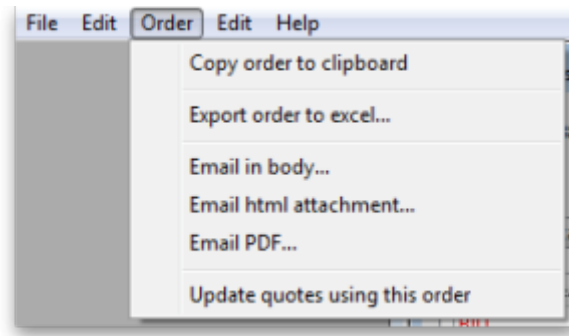 File Edit Order Edit Help
Copy order to clipboard
Export order to excel...
Email in body...
Email html attachment...
Email PDF...
Update quotes using this order